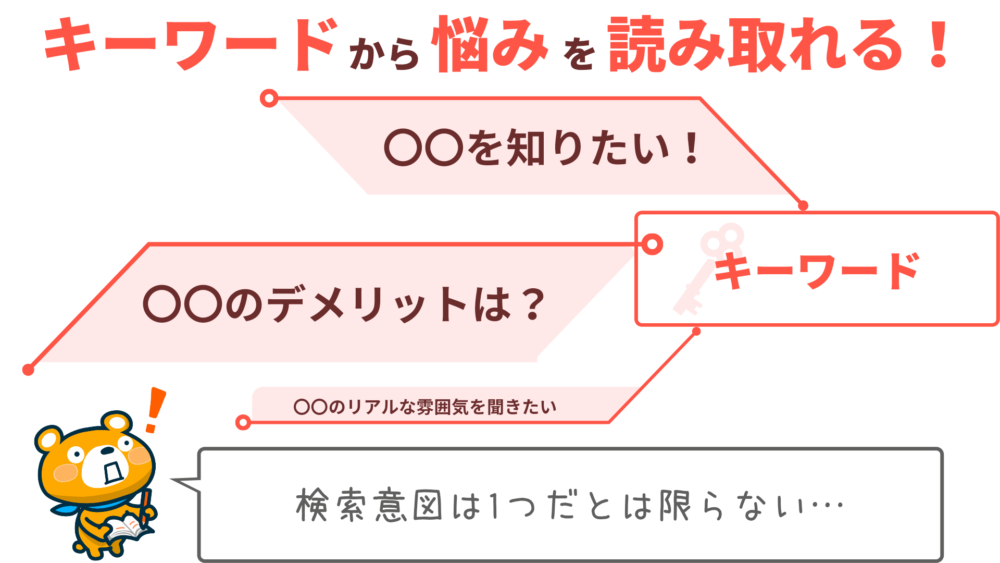 キーワードから悩みを読み取れる！
〇〇を知りたい！
キーワード
〇〇のデメリットは？
〇〇のリアルな雰囲気を聞きたい
検索意図は1つだとは限らない…